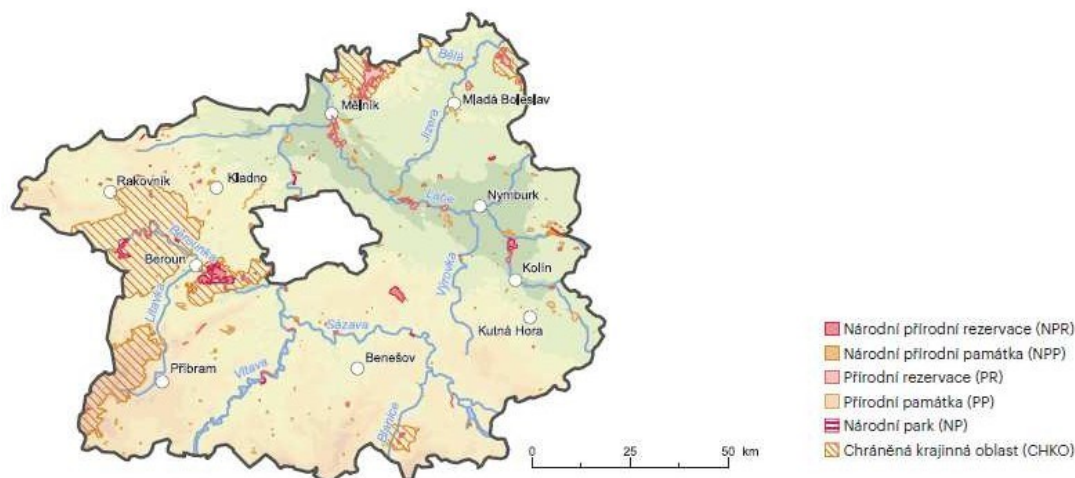 Bělá
Mladá Boleslav
Mělník
Jizera
Rakovník
Kladno
Nymburk
Labe
Berounka
Beroun
Kolín
Výrovka
Litavka
Kutná Hora
Sázava
Příbram
Vltava
Benešov
Blanice
0 25 50 km
Národní přírodní rezervace (NPR)
Národní přírodní památka (NPP)
Přírodní rezervace (PR)
Přírodní památka (PP)
Národní park (NP)
Chráněná krajinná oblast (CHKO)